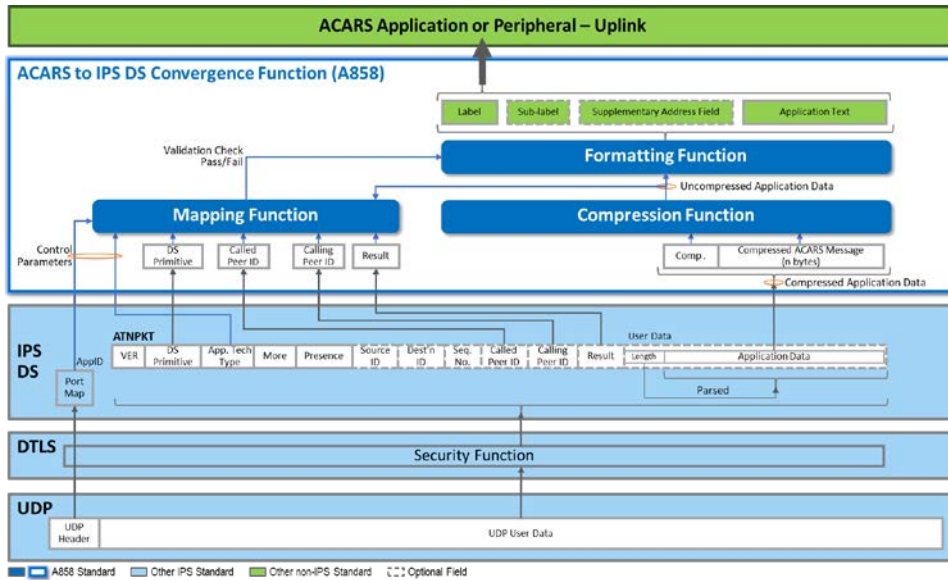 ACARS Application or Peripheral – Uplink
ACARS to IPS DS Convergence Function (A858)
Label
Sub-label
Supplementary Address Field
Application Text
Validation Check
Pass/Fail
Formatting Function
Uncompressed Application Data
Mapping Function
Compression Function
Control
Parameters
DS
Primitive
Called
Peer ID
Calling
Peer ID
Result
Comp.
Compressed ACARS Message
(n bytes)
Compressed Application Data
IPS
DS
AppID
Port
Map
ATNPKT
User Data
VER
DS
Primitive
App. Tech
Type
More
Presence
Source
ID
Dest'n
ID
Seq.
No.
Called
Peer ID
Calling
Peer ID
Result
Length
Application Data
Parsed
DTLS
Security Function
UDP
UDP
Header
UDP User Data
A858 Standard
Other IPS Standard
Other non-IPS Standard
Optional Field